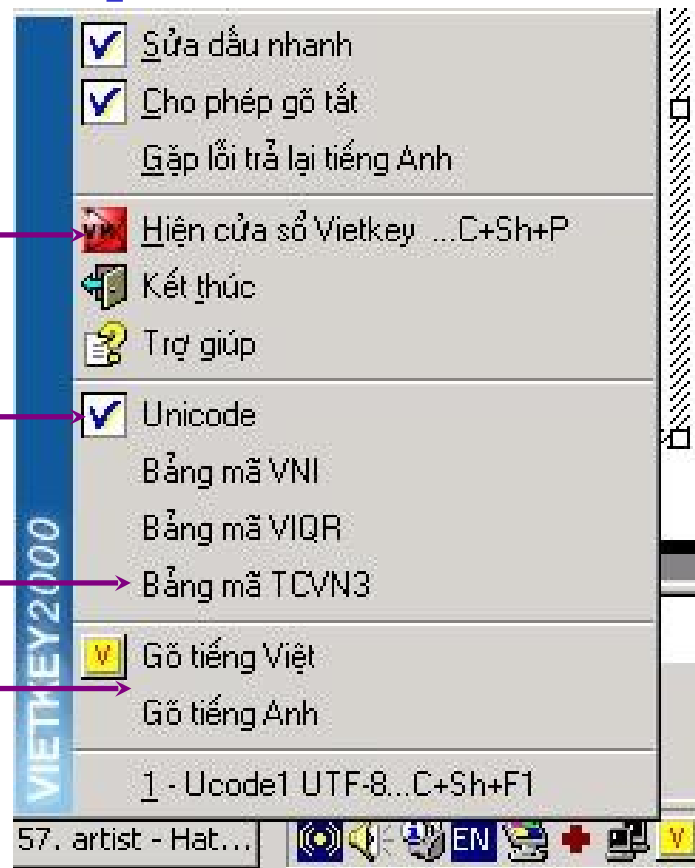 Sửa dấu nhanh
Cho phép gõ tắt
Gặp lỗi trả lại tiếng Anh
Hiện cửa sổ Vietkey ...C+Sh+P
Kết thúc
Trợ giúp
Unicode
Bảng mã VNI
Bảng mã VIQR
Bảng mã TCVN3
Gõ tiếng Việt
Gõ tiếng Anh
1 - Ucode1 UTF-8...C+Sh+F1
VIETKEY2000
57. artist - Hat...
EN
V